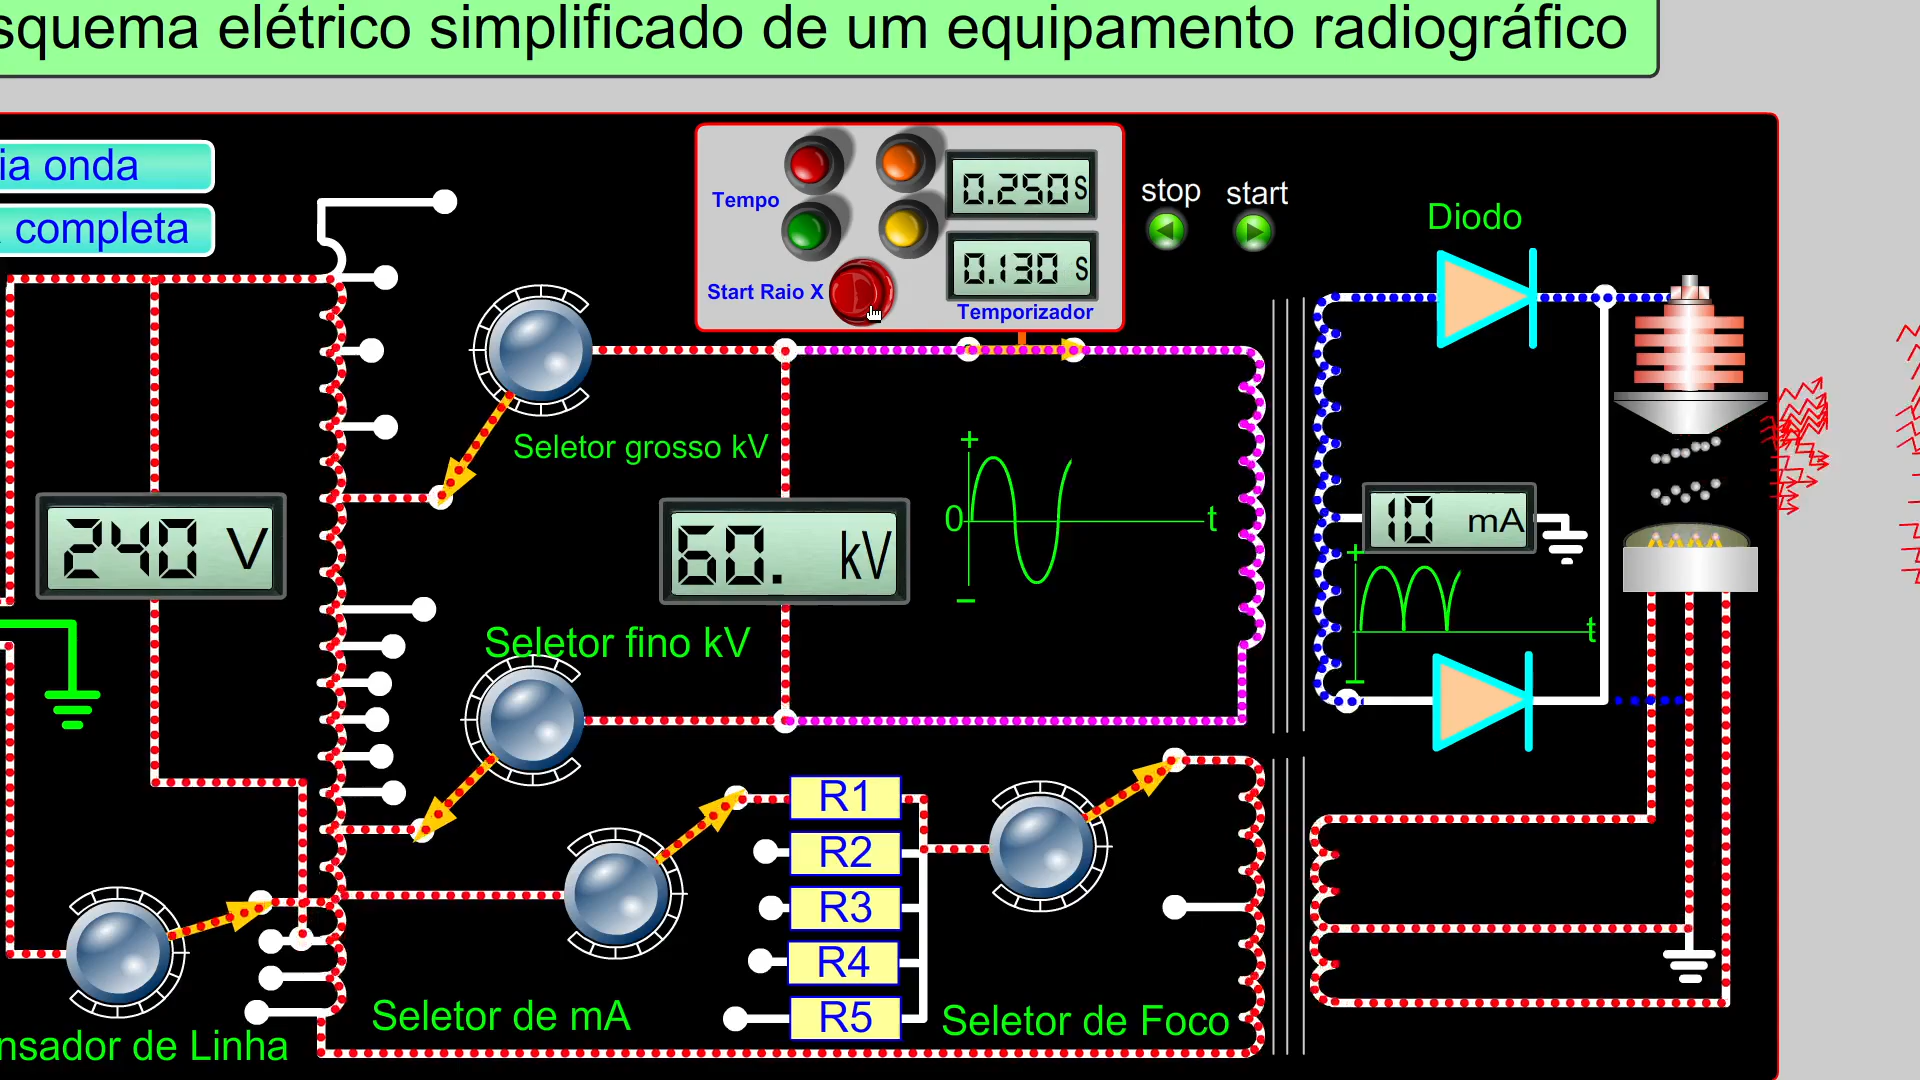 squema elétrico simplificado de um equipamento radiográfico
ia onda
completa
Tempo
0.250 S
0.130 S
Start Raio X
Temporizador
stop
start
Diodo
Seletor grosso kV
240 V
60. kV
+
0
t
−
10 mA
+
t
−
Seletor fino kV
R1
R2
R3
R4
R5
Seletor de mA
Seletor de Foco
nsador de Linha